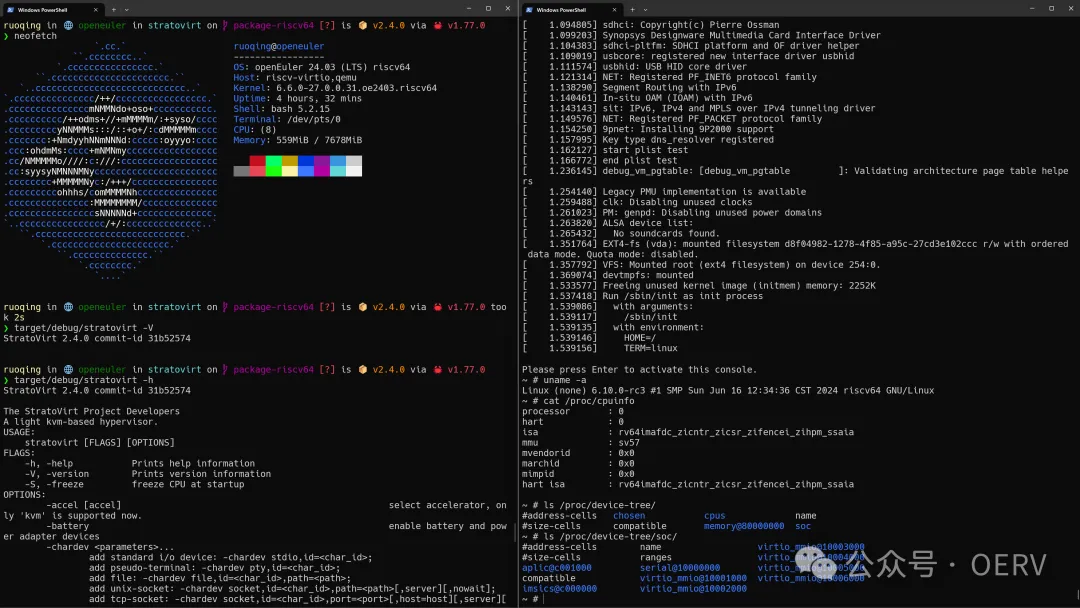 Windows PowerShell
ruoqing in openeuler in stratovirt on package-riscv64 [?] is v2.4.0 via v1.77.0
❯ neofetch
ruoqing@openeuler
-----------------
OS: openEuler 24.03 (LTS) riscv64
Host: riscv-virtio,qemu
Kernel: 6.6.0-27.0.0.31.oe2403.riscv64
Uptime: 4 hours, 32 mins
Shell: bash 5.2.15
Terminal: /dev/pts/0
CPU: (8)
Memory: 559MiB / 7678MiB
ruoqing in openeuler in stratovirt on package-riscv64 [?] is v2.4.0 via v1.77.0 too
k 2s
❯ target/debug/stratovirt -V
StratoVirt 2.4.0 commit-id 31b52574
ruoqing in openeuler in stratovirt on package-riscv64 [?] is v2.4.0 via v1.77.0
❯ target/debug/stratovirt -h
StratoVirt 2.4.0 commit-id 31b52574
The StratoVirt Project Developers
A light kvm-based hypervisor.
USAGE:
stratovirt [FLAGS] [OPTIONS]
FLAGS:
-h, -help Prints help information
-V, -version Prints version information
-S, -freeze freeze CPU at startup
OPTIONS:
-accel [accel] select accelerator, on
ly 'kvm' is supported now.
-battery enable battery and pow
er adapter devices
-chardev <parameters>...
add standard i/o device: -chardev stdio,id=<char_id>;
add pseudo-terminal: -chardev pty,id=<char_id>;
add file: -chardev file,id=<char_id>,path=<path>;
add unix-socket: -chardev socket,id=<char_id>,path=<path>[,server][,nowait];
add tcp-socket: -chardev socket,id=<char_id>,port=<port>[,host=host][,server][
Windows PowerShell
[ 1.094805] sdhci: Copyright(c) Pierre Ossman
[ 1.099203] Synopsys Designware Multimedia Card Interface Driver
[ 1.104383] sdhci-pltfm: SDHCI platform and OF driver helper
[ 1.109019] usbcore: registered new interface driver usbhid
[ 1.111574] usbhid: USB HID core driver
[ 1.121314] NET: Registered PF_INET6 protocol family
[ 1.138290] Segment Routing with IPv6
[ 1.140461] In-situ OAM (IOAM) with IPv6
[ 1.143143] sit: IPv6, IPv4 and MPLS over IPv4 tunneling driver
[ 1.149576] NET: Registered PF_PACKET protocol family
[ 1.154250] 9pnet: Installing 9P2000 support
[ 1.157995] Key type dns_resolver registered
[ 1.162127] start plist test
[ 1.166772] end plist test
[ 1.236145] debug_vm_pgtable: [debug_vm_pgtable ]: Validating architecture page table helpe
rs
[ 1.254140] Legacy PMU implementation is available
[ 1.259488] clk: Disabling unused clocks
[ 1.261023] PM: genpd: Disabling unused power domains
[ 1.263820] ALSA device list:
[ 1.265432] No soundcards found.
[ 1.351764] EXT4-fs (vda): mounted filesystem d8f04982-1278-4f85-a95c-27cd3e102ccc r/w with ordered
data mode. Quota mode: disabled.
[ 1.357792] VFS: Mounted root (ext4 filesystem) on device 254:0.
[ 1.369074] devtmpfs: mounted
[ 1.533577] Freeing unused kernel image (initmem) memory: 2252K
[ 1.537418] Run /sbin/init as init process
[ 1.539086] with arguments:
[ 1.539117] /sbin/init
[ 1.539135] with environment:
[ 1.539146] HOME=/
[ 1.539156] TERM=linux
Please press Enter to activate this console.
~ # uname -a
Linux (none) 6.10.0-rc3 #1 SMP Sun Jun 16 12:34:36 CST 2024 riscv64 GNU/Linux
~ # cat /proc/cpuinfo
processor : 0
hart : 0
isa : rv64imafdc_zicntr_zicsr_zifencei_zihpm_ssaia
mmu : sv57
mvendorid : 0x0
marchid : 0x0
mimpid : 0x0
hart isa : rv64imafdc_zicntr_zicsr_zifencei_zihpm_ssaia
~ # ls /proc/device-tree/
#address-cells chosen cpus name
#size-cells compatible memory@80000000 soc
~ # ls /proc/device-tree/soc/
#address-cells name virtio_mmio@10003000
#size-cells ranges
aplic@c001000 serial@10000000
compatible virtio_mmio@10001000
imsics@c000000 virtio_mmio@10002000
~ #
公众号 · OERV